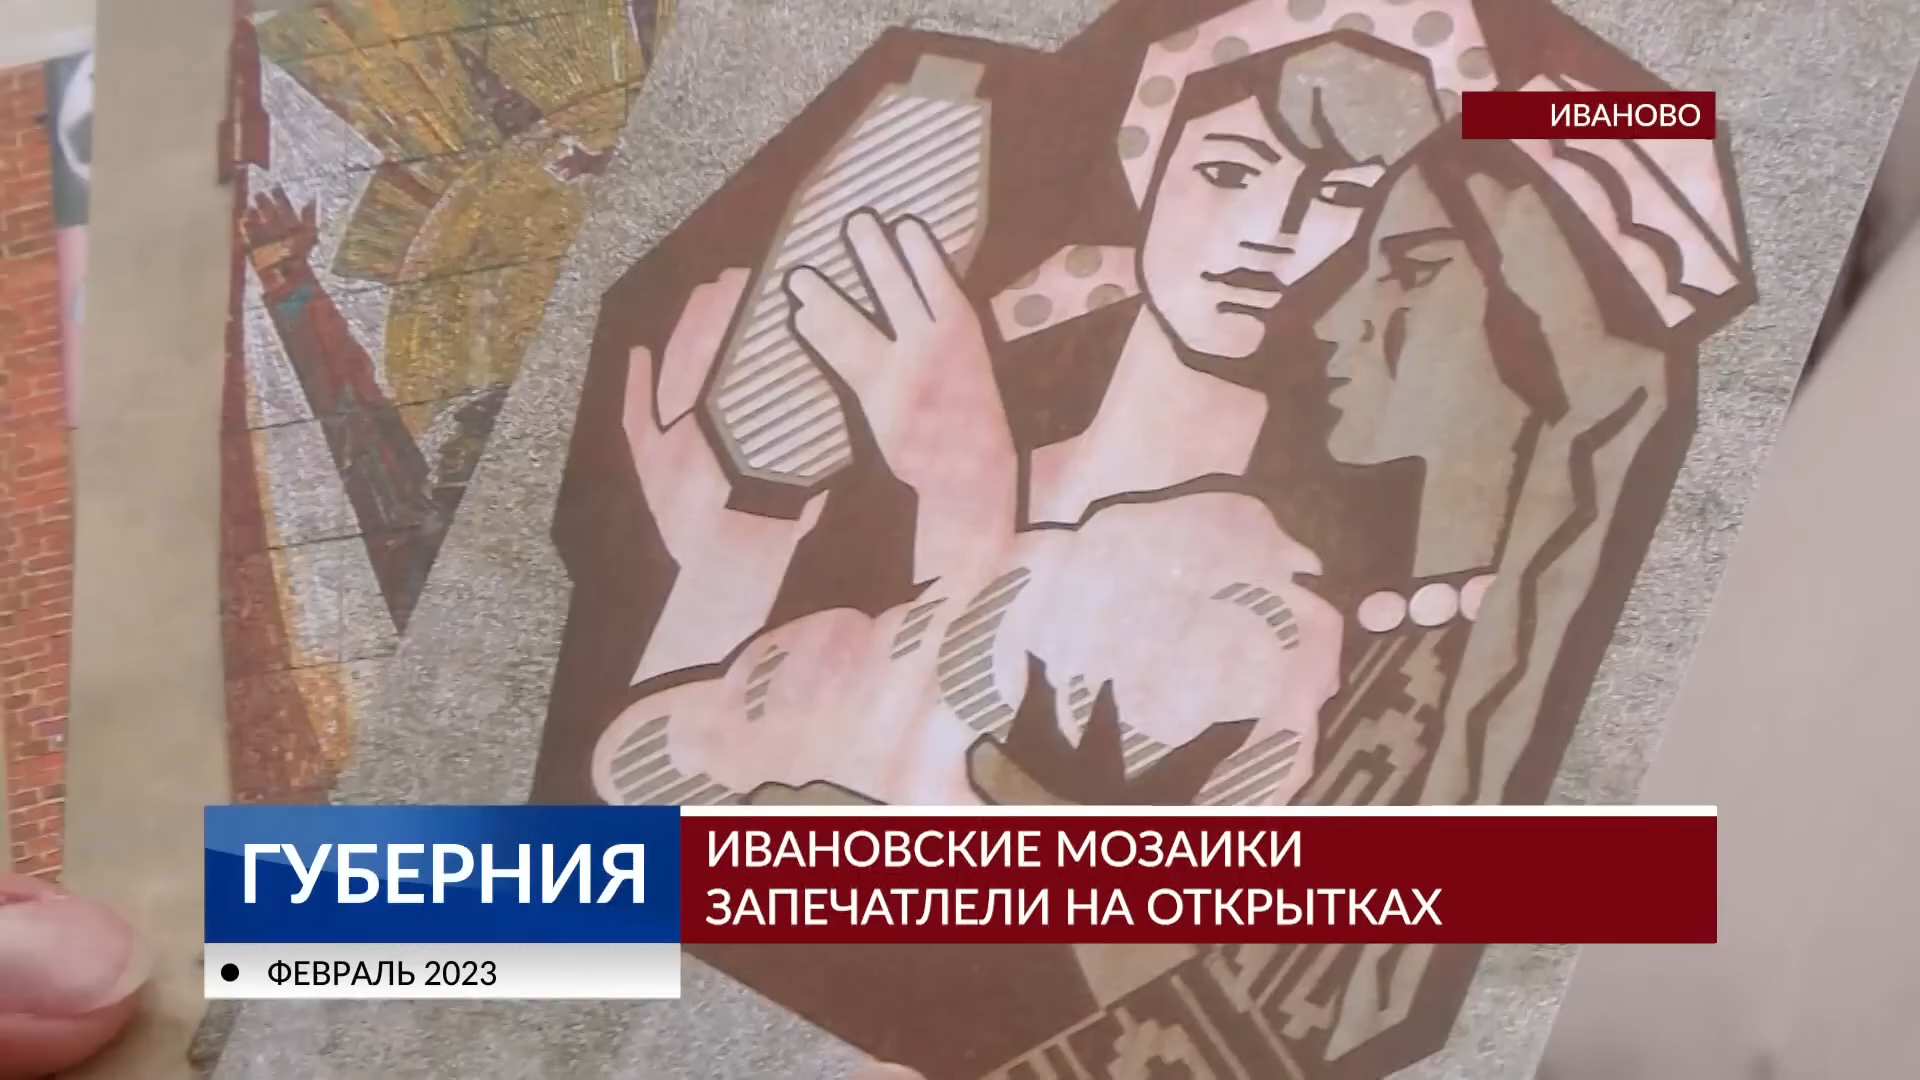 ИВАНОВО
ГУБЕРНИЯ
ИВАНОВСКИЕ МОЗАИКИ
ЗАПЕЧАТЛЕЛИ НА ОТКРЫТКАХ
ФЕВРАЛЬ 2023